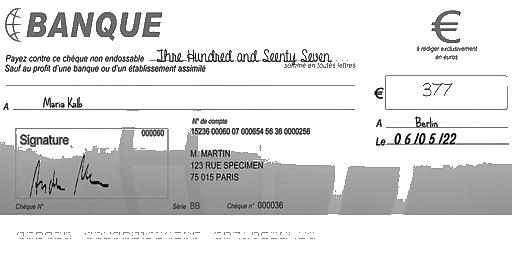 BANQUE
€
à rédiger exclusivement
en euros
Payez contre ce chèque non endossable Thre Hundred and Seenty Seven
Sauf au profit d'une banque ou d'un établissement assimilé
somme en toutes lettres
€ 377
A Maria Kalb
A Berlin
Le 06/05/22
Signature
000060
N° de compte
15236 00060 07 000654 56 36 0000256
M. MARTIN
123 RUE SPECIMEN
75 015 PARIS
Chèque N°
Série BB
Chèque n° 000036